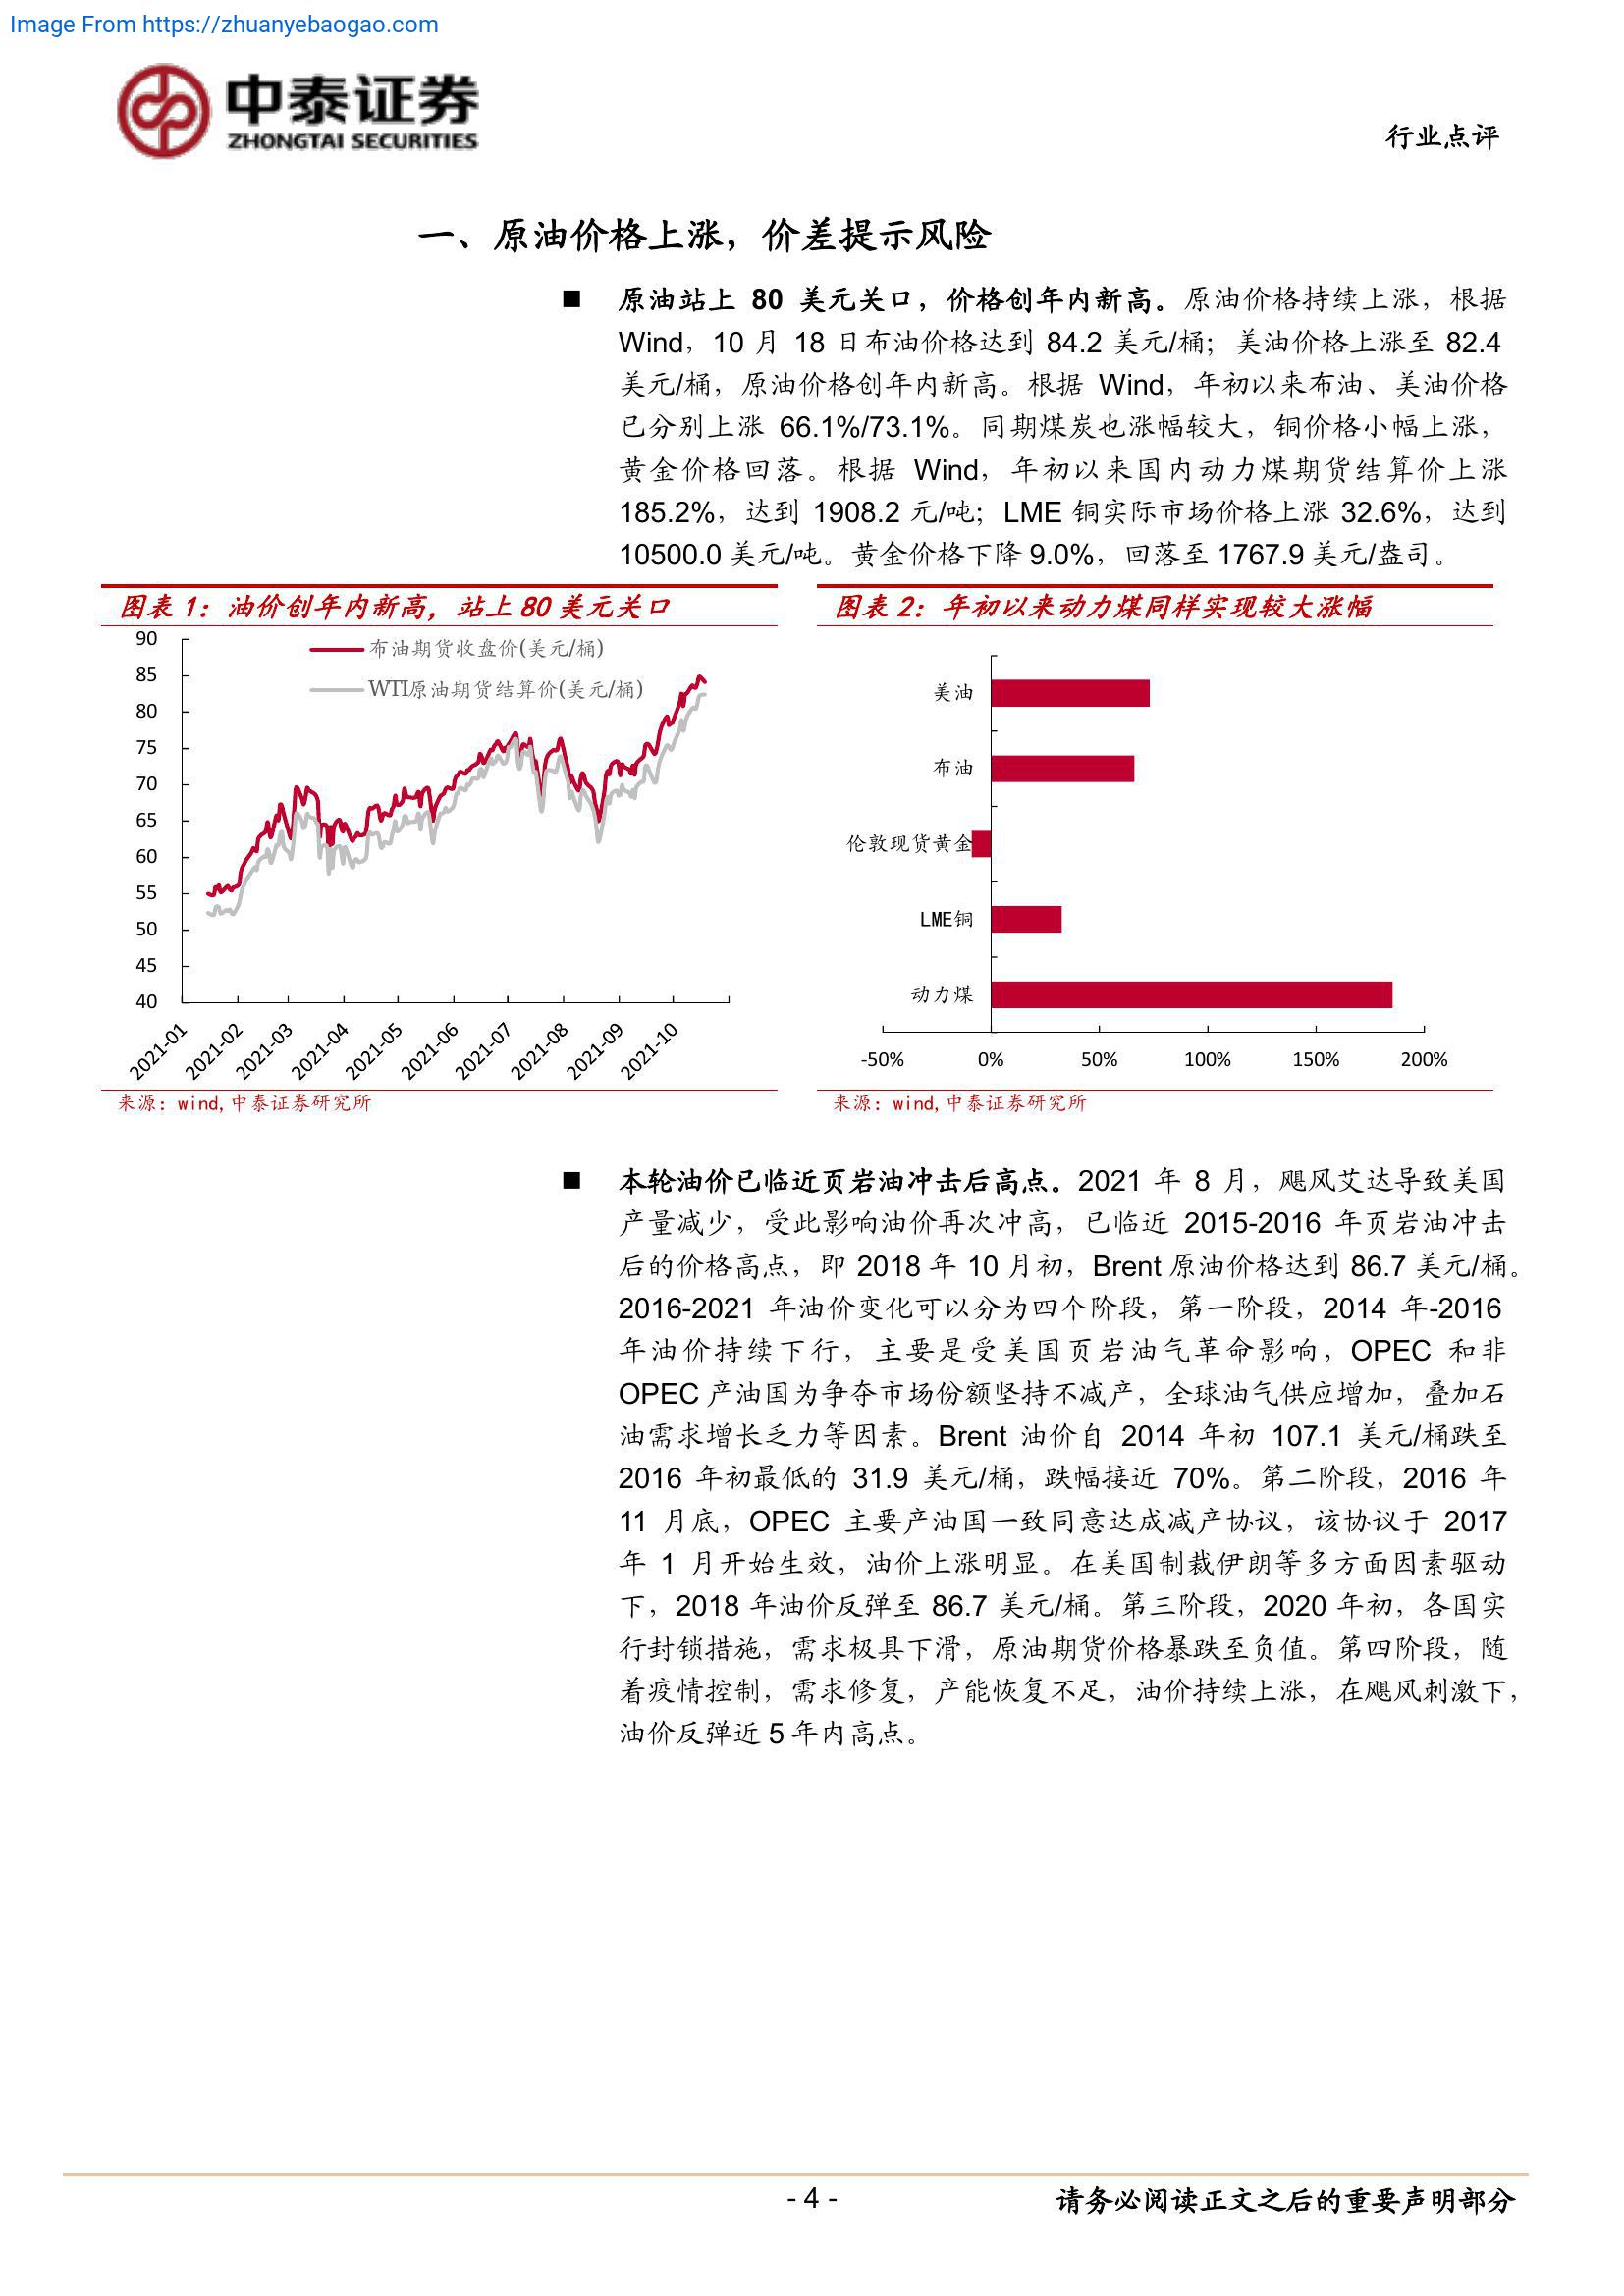 Image From https://zhuanyebaogao.com
中泰证券
ZHONGTAI SECURITIES
行业点评
一、原油价格上涨，价差提示风险
■ 原油站上 80 美元关口，价格创年内新高。原油价格持续上涨，根据
Wind，10 月 18 日布油价格达到 84.2 美元/桶；美油价格上涨至 82.4
美元/桶，原油价格创年内新高。根据 Wind，年初以来布油、美油价格
已分别上涨 66.1%/73.1%。同期煤炭也涨幅较大，铜价格小幅上涨，
黄金价格回落。根据 Wind，年初以来国内动力煤期货结算价上涨
185.2%，达到 1908.2 元/吨；LME 铜实际市场价格上涨 32.6%，达到
10500.0 美元/吨。黄金价格下降 9.0%，回落至 1767.9 美元/盎司。
图表 1：油价创年内新高，站上 80 美元关口
布油期货收盘价(美元/桶)
WTI原油期货结算价(美元/桶)
90
85
80
75
70
65
60
55
50
45
40
2021-01
2021-02
2021-03
2021-04
2021-05
2021-06
2021-07
2021-08
2021-09
2021-10
来源：wind,中泰证券研究所
图表 2：年初以来动力煤同样实现较大涨幅
美油
布油
伦敦现货黄金
LME铜
动力煤
-50%
0%
50%
100%
150%
200%
来源：wind,中泰证券研究所
■ 本轮油价已临近页岩油冲击后高点。2021 年 8 月，飓风艾达导致美国
产量减少，受此影响油价再次冲高，已临近 2015-2016 年页岩油冲击
后的价格高点，即 2018 年 10 月初，Brent 原油价格达到 86.7 美元/桶。
2016-2021 年油价变化可以分为四个阶段，第一阶段，2014 年-2016
年油价持续下行，主要是受美国页岩油气革命影响，OPEC 和非
OPEC 产油国为争夺市场份额坚持不减产，全球油气供应增加，叠加石
油需求增长乏力等因素。Brent 油价自 2014 年初 107.1 美元/桶跌至
2016 年初最低的 31.9 美元/桶，跌幅接近 70%。第二阶段，2016 年
11 月底，OPEC 主要产油国一致同意达成减产协议，该协议于 2017
年 1 月开始生效，油价上涨明显。在美国制裁伊朗等多方面因素驱动
下，2018 年油价反弹至 86.7 美元/桶。第三阶段，2020 年初，各国实
行封锁措施，需求极具下滑，原油期货价格暴跌至负值。第四阶段，随
着疫情控制，需求修复，产能恢复不足，油价持续上涨，在飓风刺激下，
油价反弹近 5 年内高点。
- 4 -
请务必阅读正文之后的重要声明部分